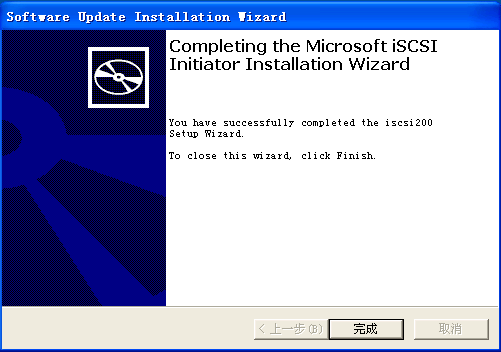 Software Update Installation Wizard
Completing the Microsoft iSCSI
Initiator Installation Wizard
You have successfully completed the iscsi200
Setup Wizard.
To close this wizard, click Finish.
< 上一步(B)
完成
取消